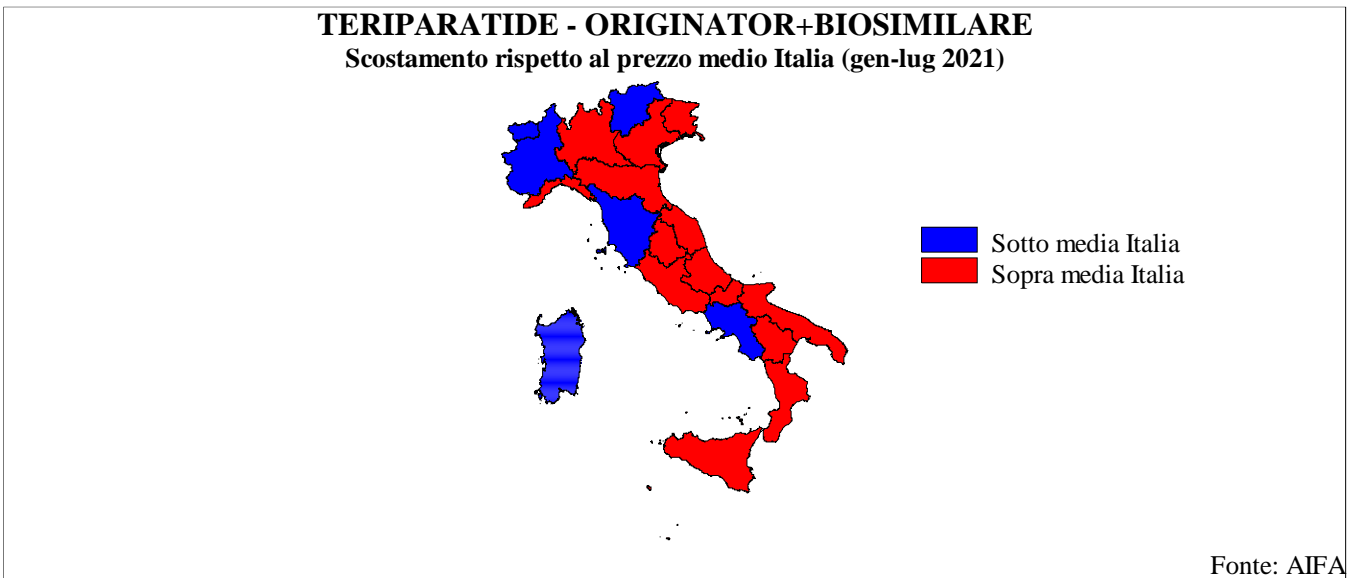 TERIPARATIDE - ORIGINATOR+BIOSIMILARE
Scostamento rispetto al prezzo medio Italia (gen-lug 2021)
Sotto media Italia
Sopra media Italia
Fonte: AIFA